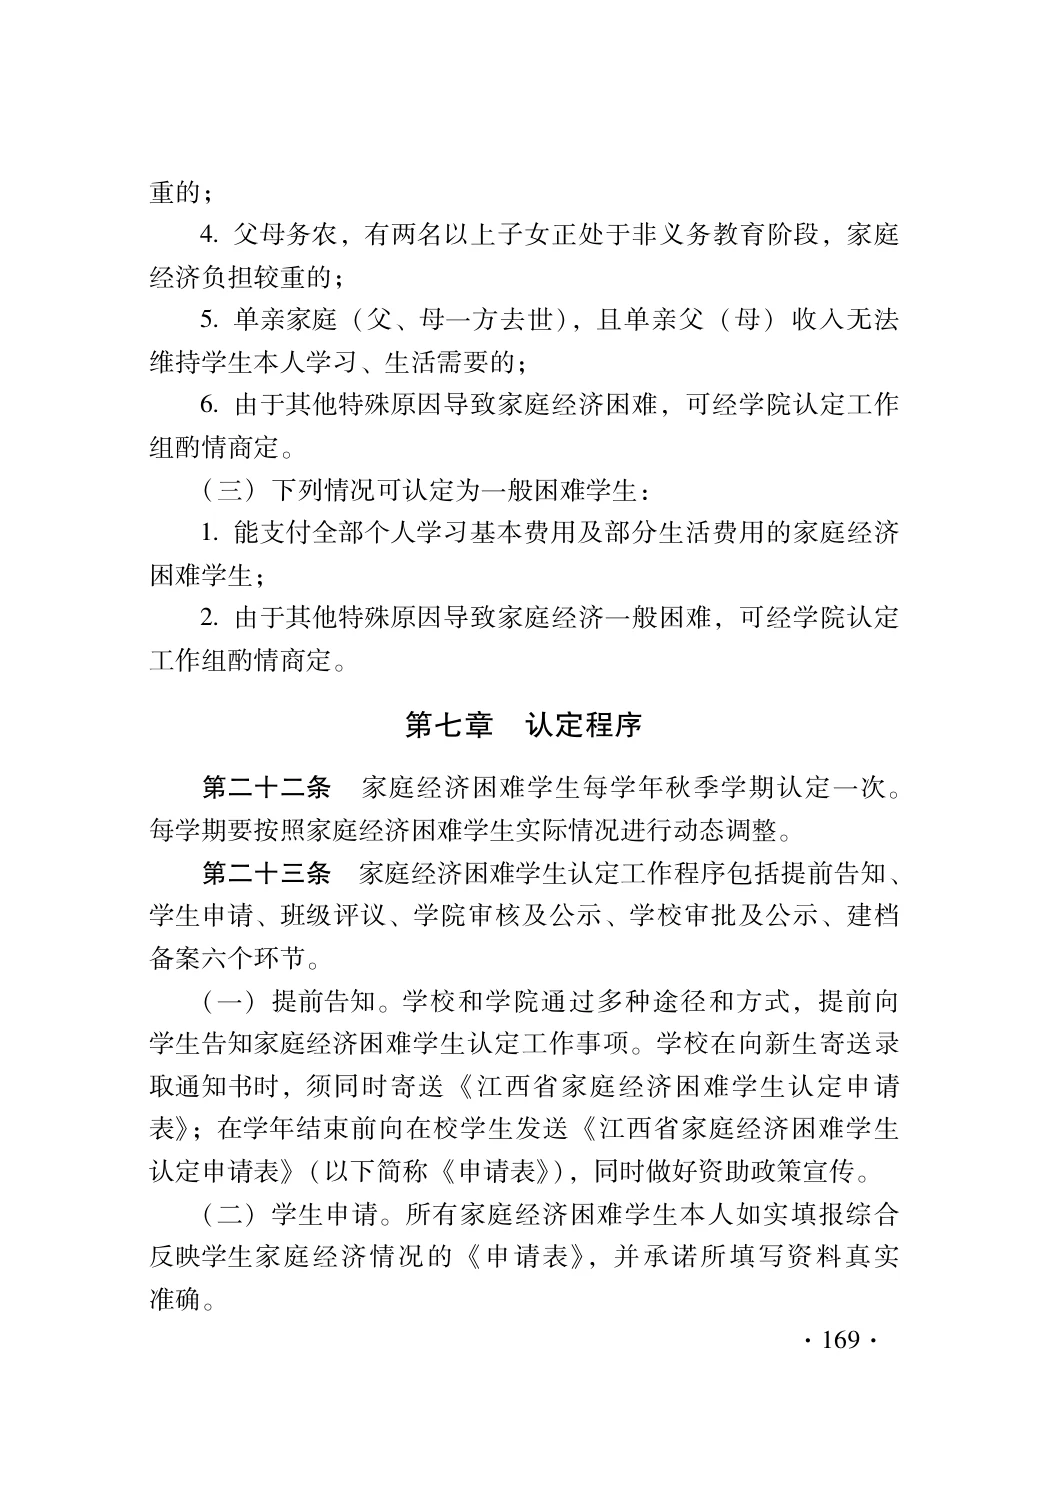 重的；
4. 父母务农，有两名以上子女正处于非义务教育阶段，家庭
经济负担较重的；
5. 单亲家庭（父、母一方去世），且单亲父（母）收入无法
维持学生本人学习、生活需要的；
6. 由于其他特殊原因导致家庭经济困难，可经学院认定工作
组酌情商定。
（三）下列情况可认定为一般困难学生：
1. 能支付全部个人学习基本费用及部分生活费用的家庭经济
困难学生；
2. 由于其他特殊原因导致家庭经济一般困难，可经学院认定
工作组酌情商定。
第七章　认定程序
第二十二条　家庭经济困难学生每学年秋季学期认定一次。
每学期要按照家庭经济困难学生实际情况进行动态调整。
第二十三条　家庭经济困难学生认定工作程序包括提前告知、
学生申请、班级评议、学院审核及公示、学校审批及公示、建档
备案六个环节。
（一）提前告知。学校和学院通过多种途径和方式，提前向
学生告知家庭经济困难学生认定工作事项。学校在向新生寄送录
取通知书时，须同时寄送《江西省家庭经济困难学生认定申请
表》；在学年结束前向在校学生发送《江西省家庭经济困难学生
认定申请表》（以下简称《申请表》），同时做好资助政策宣传。
（二）学生申请。所有家庭经济困难学生本人如实填报综合
反映学生家庭经济情况的《申请表》，并承诺所填写资料真实
准确。
· 169 ·